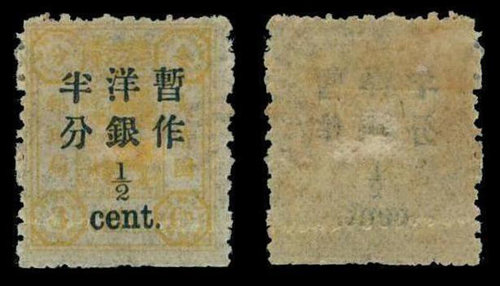 半洋暫
分銀作
1/2
cent.